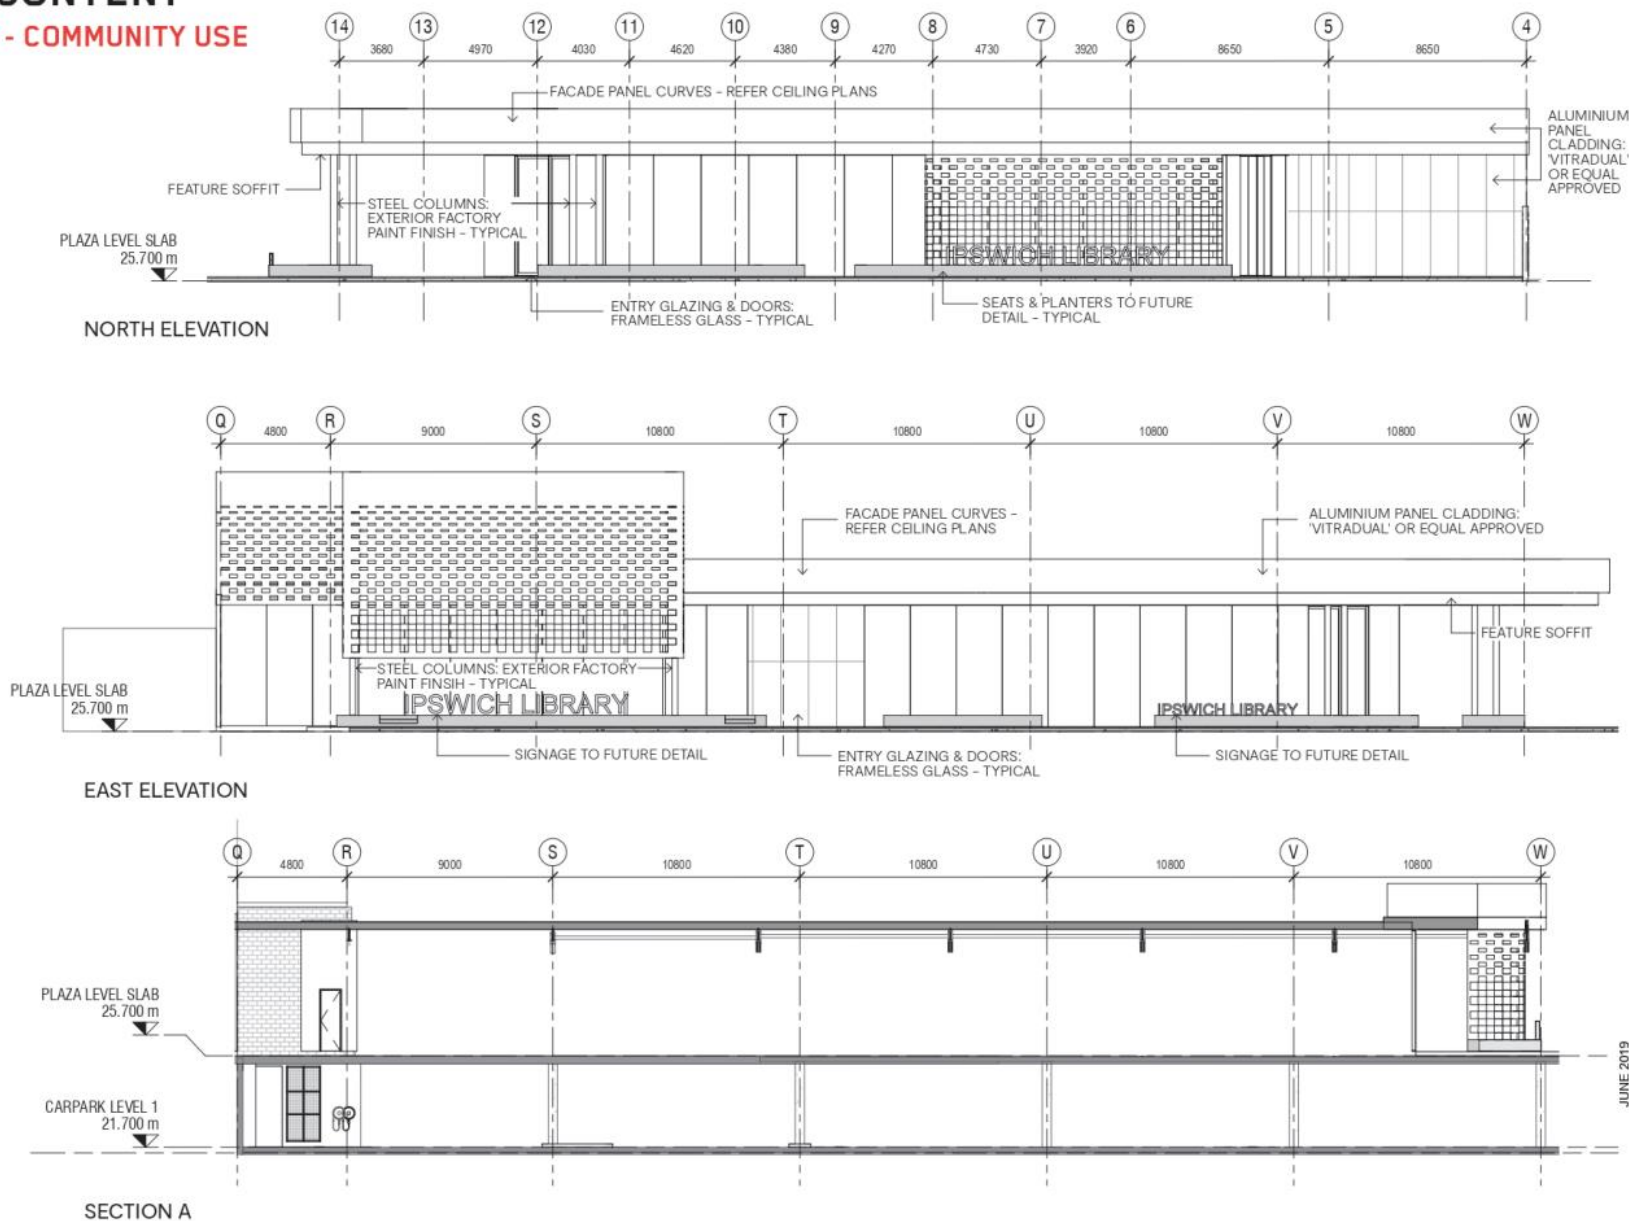 - COMMUNITY USE
14 13 12 11 10 9 8 7 6 5 4
3680 4970 4030 4620 4380 4270 4730 3920 8650 8650
FACADE PANEL CURVES - REFER CEILING PLANS
ALUMINIUM
PANEL
CLADDING:
'VITRADUAL'
OR EQUAL
APPROVED
FEATURE SOFFIT
STEEL COLUMNS:
EXTERIOR FACTORY
PAINT FINISH - TYPICAL
PLAZA LEVEL SLAB
25.700 m
IPSWICH LIBRARY
ENTRY GLAZING & DOORS:
FRAMELESS GLASS - TYPICAL
SEATS & PLANTERS TO FUTURE
DETAIL - TYPICAL
NORTH ELEVATION
Q R S T U V W
4800 9000 10800 10800 10800 10800
FACADE PANEL CURVES -
REFER CEILING PLANS
ALUMINIUM PANEL CLADDING:
'VITRADUAL' OR EQUAL APPROVED
FEATURE SOFFIT
STEEL COLUMNS: EXTERIOR FACTORY
PAINT FINSIH - TYPICAL
PLAZA LEVEL SLAB
25.700 m
IPSWICH LIBRARY
IPSWICH LIBRARY
SIGNAGE TO FUTURE DETAIL
ENTRY GLAZING & DOORS:
FRAMELESS GLASS - TYPICAL
SIGNAGE TO FUTURE DETAIL
EAST ELEVATION
Q R S T U V W
4800 9000 10800 10800 10800 10800
PLAZA LEVEL SLAB
25.700 m
CARPARK LEVEL 1
21.700 m
JUNE 2019
SECTION A